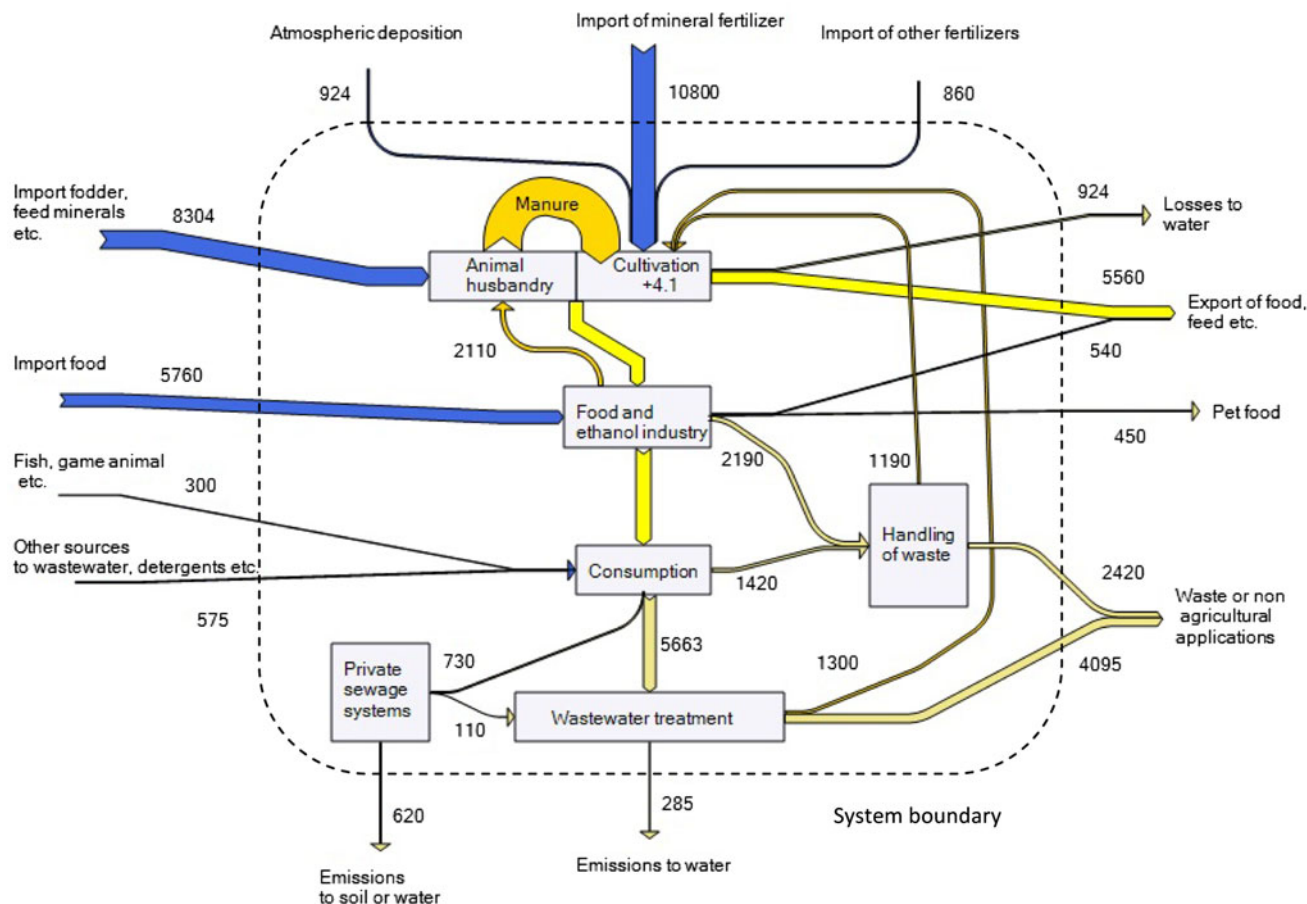 Atmospheric deposition
Import of mineral fertilizer
Import of other fertilizers
924
10800
860
Import fodder,
feed minerals
etc.
8304
Manure
924
Losses to
water
Animal
husbandry
Cultivation
+4.1
5560
Export of food,
feed etc.
540
2110
Import food
5760
Food and
ethanol industry
Pet food
450
2190
1190
Fish, game animal
etc.
300
Handling
of waste
Other sources
to wastewater, detergents etc.
575
Consumption
1420
2420
Waste or non
agricultural
applications
4095
5663
1300
730
Private
sewage
systems
110
Wastewater treatment
620
285
System boundary
Emissions
to soil or water
Emissions to water